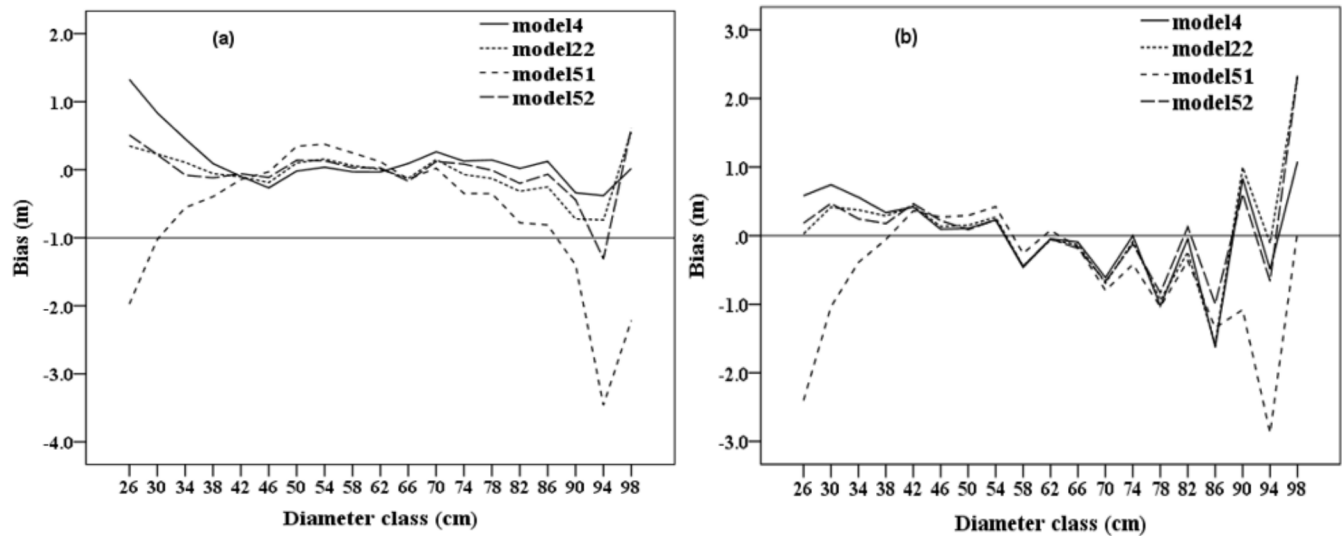 (a)
model4
model22
model51
model52
2.0
1.0
.0
-1.0
-2.0
-3.0
-4.0
Bias (m)
26 30 34 38 42 46 50 54 58 62 66 70 74 78 82 86 90 94 98
Diameter class (cm)
(b)
model4
model22
model51
model52
3.0
2.0
1.0
.0
-1.0
-2.0
-3.0
Bias (m)
26 30 34 38 42 46 50 54 58 62 66 70 74 78 82 86 90 94 98
Diameter class (cm)